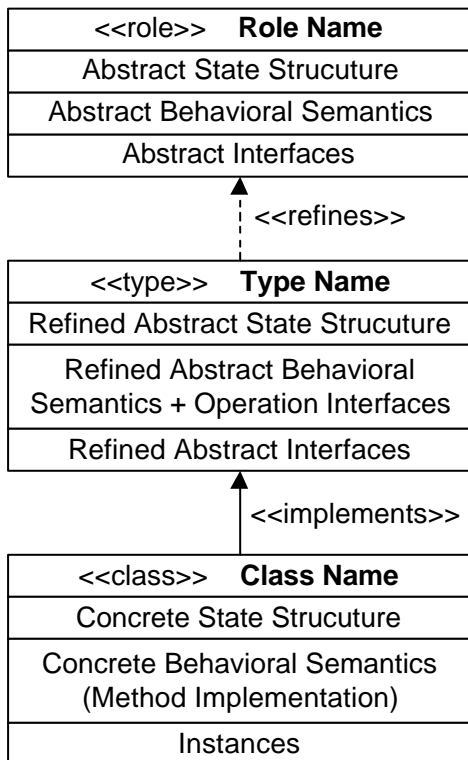 <<role>> Role Name
Abstract State Strucuture
Abstract Behavioral Semantics
Abstract Interfaces
<<refines>>
<<type>> Type Name
Refined Abstract State Strucuture
Refined Abstract Behavioral
Semantics + Operation Interfaces
Refined Abstract Interfaces
<<implements>>
<<class>> Class Name
Concrete State Strucuture
Concrete Behavioral Semantics
(Method Implementation)
Instances